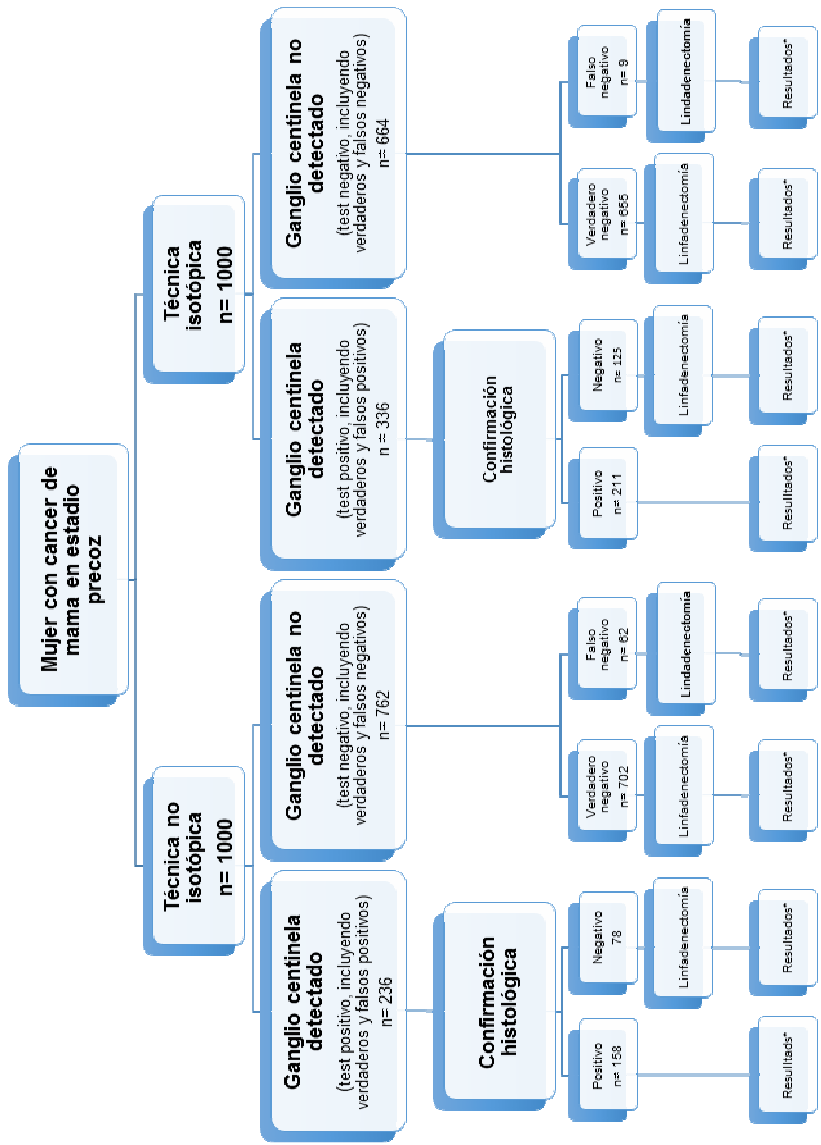 Mujer con cancer de
mama en estadio
precoz
Técnica no
isotópica
n= 1000
Técnica
isotópica
n= 1000
Ganglio centinela
detectado
(test positivo, incluyendo
verdaderos y falsos positivos)
n= 236
Ganglio centinela no
detectado
(test negativo, incluyendo
verdaderos y falsos negativos)
n= 762
Ganglio centinela
detectado
(test positivo, incluyendo
verdaderos y falsos positivos)
n = 336
Ganglio centinela no
detectado
(test negativo, incluyendo
verdaderos y falsos negativos)
n= 664
Confirmación
histológica
Confirmación
histológica
Positivo
n= 158
Negativo
78
Verdadero
negativo
n= 702
Falso
negativo
n= 62
Positivo
n= 211
Negativo
n= 125
Verdadero
negativo
n= 655
Falso
negativo
n= 9
Linfadenectomía
Linfadenectomía
Lindadenectomía
Linfadenectomía
Linfadenectomía
Lindadenectomía
Resulltados*
Resultados*
Resultados*
Resultados*
Resulltados*
Resultados*
Resultados*
Resultados*